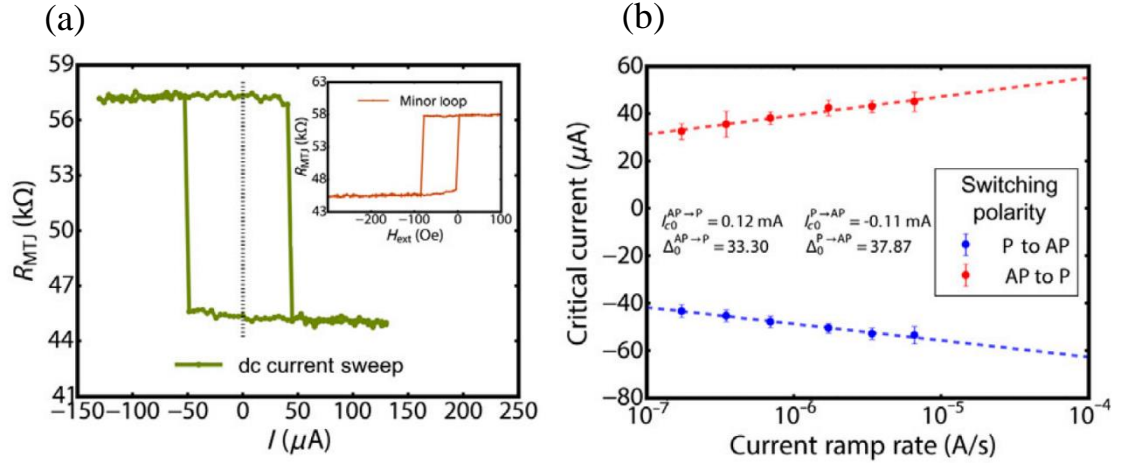 (a)
(b)
59
56
53
50
47
44
41
R_MTJ (kΩ)
−150−100
−50
0
50
100
150
200
250
I (μA)
dc current sweep
63
58
53
48
43
R_MTJ (kΩ)
Minor loop
−200
−100
0
100
H_ext (Oe)
60
40
20
0
−20
−40
−60
−80
Critical current (μA)
I_c0^AP→P = 0.12 mA
I_c0^P→AP = -0.11 mA
Δ_0^AP→P = 33.30
Δ_0^P→AP = 37.87
Switching
polarity
P to AP
AP to P
10^-7
10^-6
10^-5
10^-4
Current ramp rate (A/s)